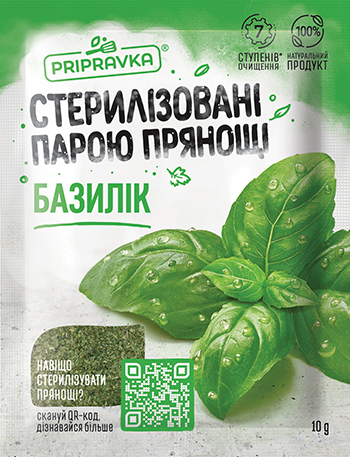 PRIPRAVKA®
7
СТУПЕНІВ*
ОЧИЩЕННЯ
100%
НАТУРАЛЬНИЙ
ПРОДУКТ
СТЕРИЛІЗОВАНІ
ПАРОЮ ПРЯНОЩІ
БАЗИЛІК
НАВІЩО
СТЕРИЛІЗУВАТИ
ПРЯНОЩІ?
скануй QR-код,
дізнавайся більше
10 g